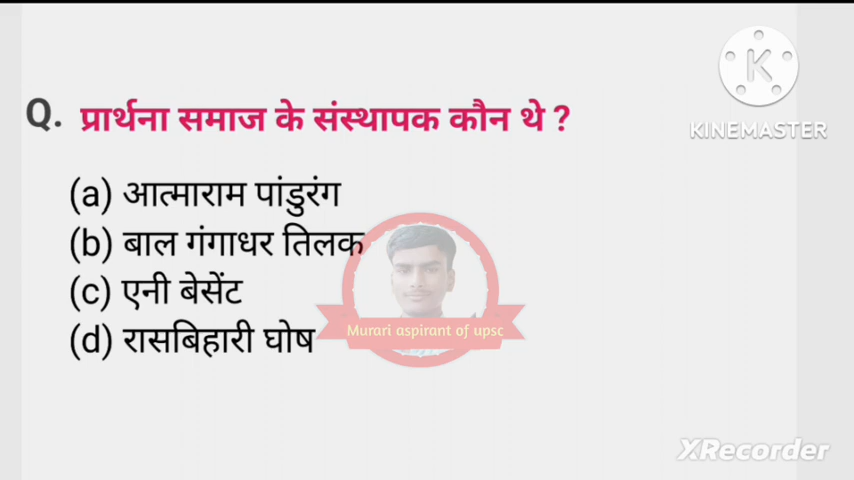 Q. प्रार्थना समाज के संस्थापक कौन थे ?
(a) आत्माराम पांडुरंग
(b) बाल गंगाधर तिलक
(c) एनी बेसेंट
(d) रासबिहारी घोष
Murari aspirant of upsc
KINEMASTER
XRecorder